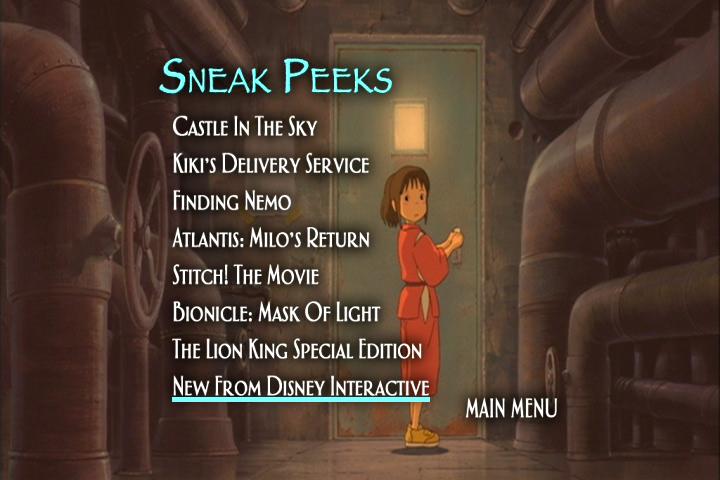 Sneak Peeks
Castle In The Sky
Kiki's Delivery Service
Finding Nemo
Atlantis: Milo's Return
Stitch! The Movie
Bionicle: Mask Of Light
The Lion King Special Edition
New From Disney Interactive
MAIN MENU